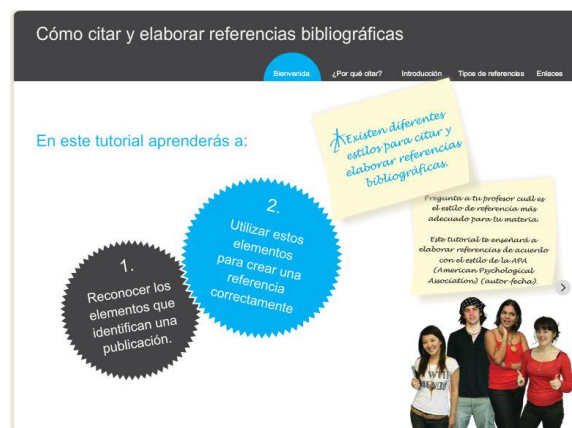 Cómo citar y elaborar referencias bibliográficas
Bienvenida
¿Por qué citar?
Introducción
Tipos de referencias
Enlaces
En este tutorial aprenderás a:
1.
Reconocer los
elementos que
identifican una
publicación.
2.
Utilizar estos
elementos
para crear una
referencia
correctamente
Existen diferentes
estilos para citar y
elaborar referencias
bibliográficas.
Pregunta a tu profesor cuál es
el estilo de referencia más
adecuado para tu materia.
Este tutorial te enseñará a
elaborar referencias de acuerdo
con el estilo de la APA
(American Psychological
Association) (autor-fecha).